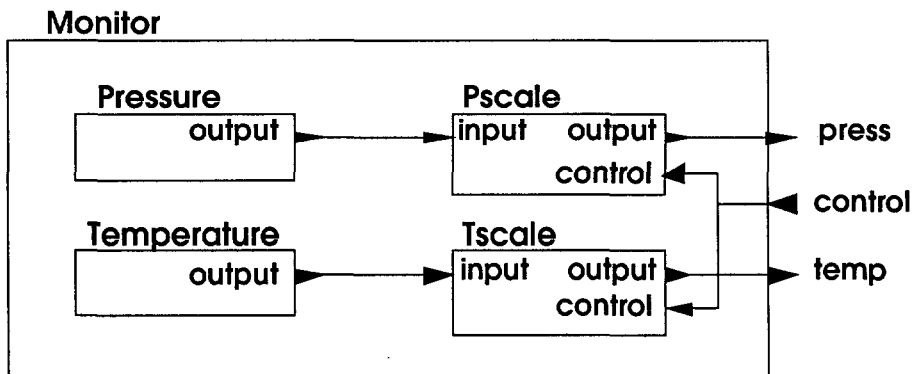 Monitor
Pressure
Pscale
output
input output
press
control
control
Temperature
Tscale
output
input output
temp
control